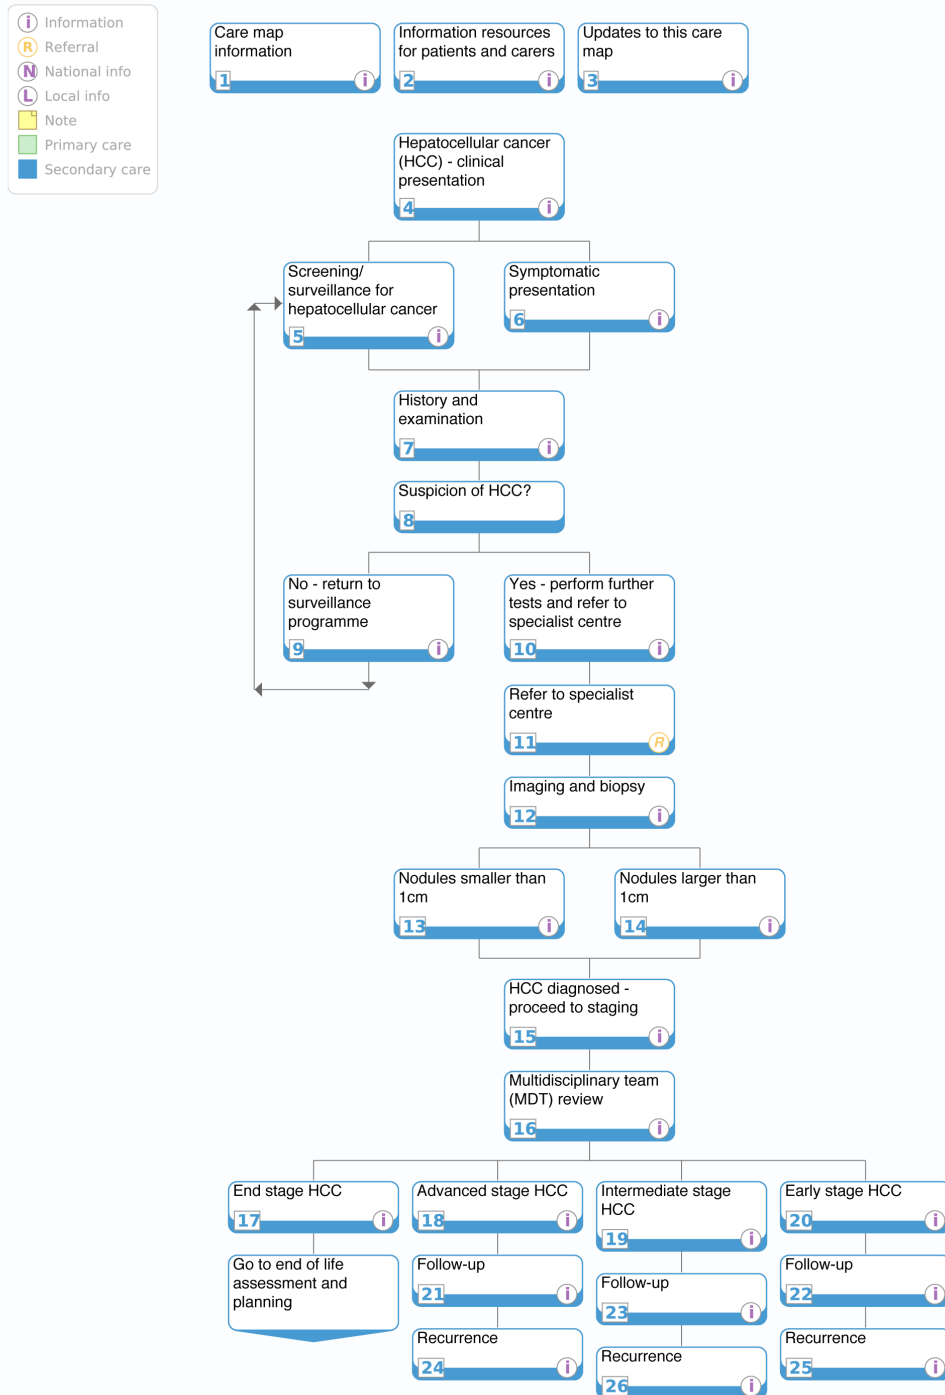 i Information
R Referral
N National info
L Local info
Note
Primary care
Secondary care
Care map
information
1 i
Information resources
for patients and carers
2 i
Updates to this care
map
3 i
Hepatocellular cancer
(HCC) - clinical
presentation
4 i
Screening/
surveillance for
hepatocellular cancer
5 i
Symptomatic
presentation
6 i
History and
examination
7 i
Suspicion of HCC?
8
No - return to
surveillance
programme
9 i
Yes - perform further
tests and refer to
specialist centre
10 i
Refer to specialist
centre
11 R
Imaging and biopsy
12 i
Nodules smaller than
1cm
13 i
Nodules larger than
1cm
14 i
HCC diagnosed -
proceed to staging
15 i
Multidisciplinary team
(MDT) review
16 i
End stage HCC
17 i
Advanced stage HCC
18 i
Intermediate stage
HCC
19 i
Early stage HCC
20 i
Go to end of life
assessment and
planning
Follow-up
21 i
Follow-up
23 i
Follow-up
22 i
Recurrence
24 i
Recurrence
26 i
Recurrence
25 i